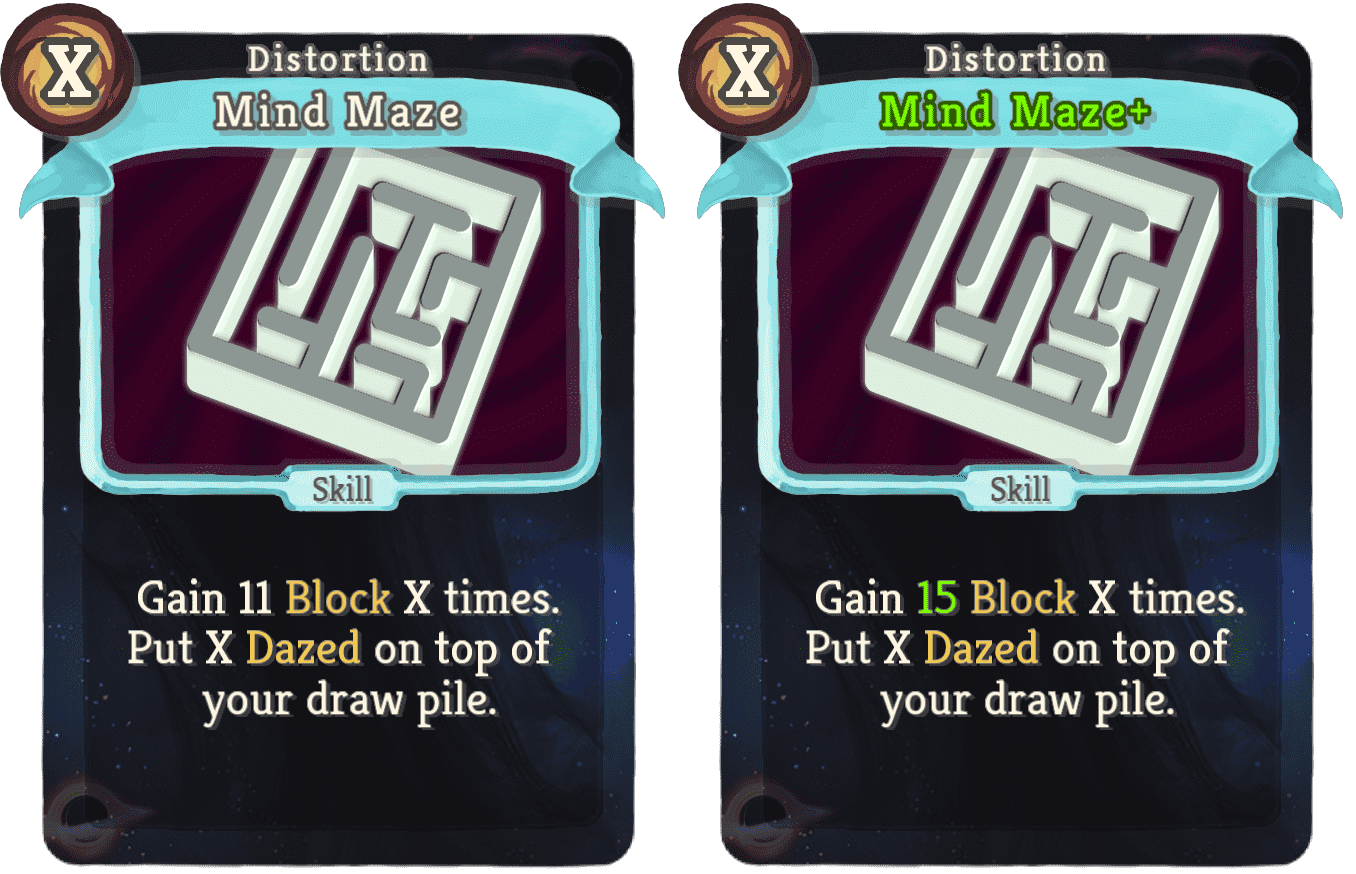 X
Distortion
Mind Maze
Skill
Gain 11 Block X times.
Put X Dazed on top of
your draw pile.
X
Distortion
Mind Maze+
Skill
Gain 15 Block X times.
Put X Dazed on top of
your draw pile.